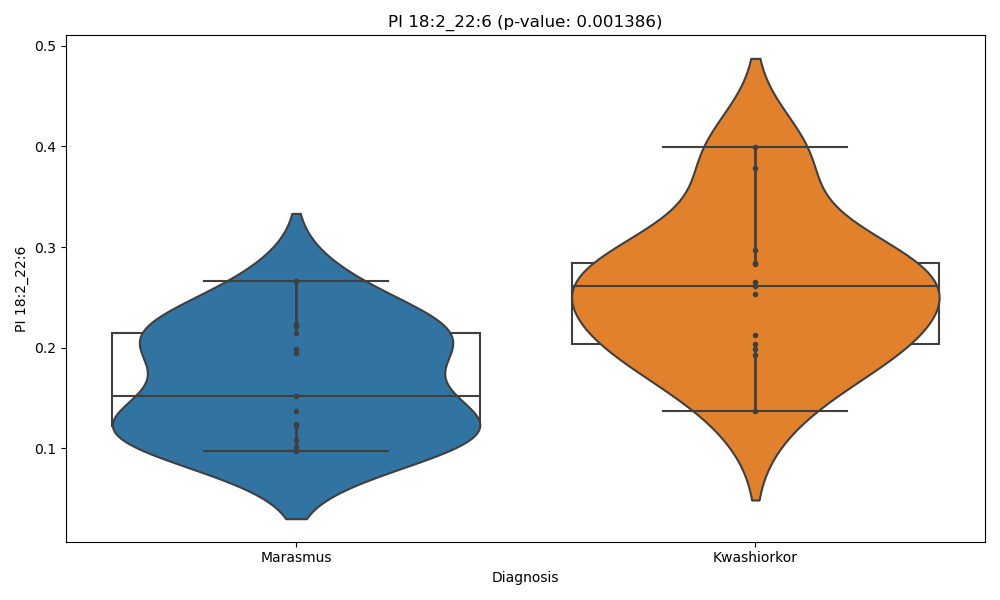 PI 18:2_22:6 (p-value: 0.001386)
0.5
0.4
0.3
0.2
0.1
PI 18:2_22:6
Marasmus
Kwashiorkor
Diagnosis